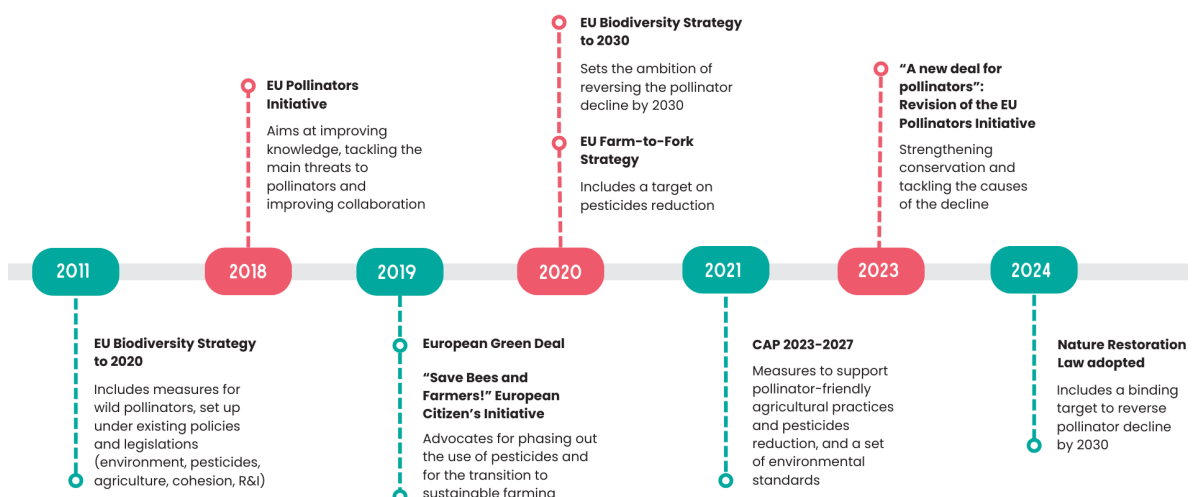 EU Biodiversity Strategy
to 2030
Sets the ambition of
reversing the pollinator
decline by 2030
EU Farm-to-Fork
Strategy
Includes a target on
pesticides reduction
EU Pollinators
Initiative
Aims at improving
knowledge, tackling the
main threats to
pollinators and
improving collaboration
“A new deal for
pollinators”:
Revision of the EU
Pollinators Initiative
Strengthening
conservation and
tackling the causes
of the decline
2011
2018
2019
2020
2021
2023
2024
EU Biodiversity Strategy
to 2020
Includes measures for
wild pollinators, set up
under existing policies
and legislations
(environment, pesticides,
agriculture, cohesion, R&I)
European Green Deal
“Save Bees and
Farmers!” European
Citizen’s Initiative
Advocates for phasing out
the use of pesticides and
for the transition to
sustainable farming
CAP 2023-2027
Measures to support
pollinator-friendly
agricultural practices
and pesticides
reduction, and a set
of environmental
standards
Nature Restoration
Law adopted
Includes a binding
target to reverse
pollinator decline
by 2030